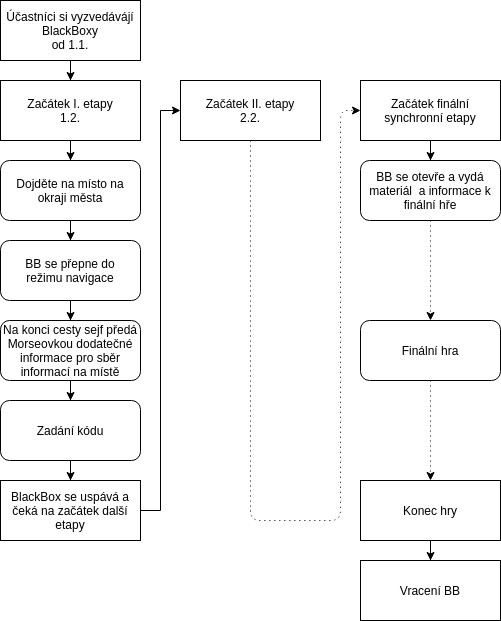 Účastníci si vyzvedávájí
BlackBoxy
od 1.1.
Začátek I. etapy
1.2.
Dojděte na místo na
okraji města
BB se přepne do
režimu navigace
Na konci cesty sejf předá
Morseovkou dodatečné
informace pro sběr
informací na místě
Zadání kódu
BlackBox se uspává a
čeká na začátek další
etapy
Začátek II. etapy
2.2.
Začátek finální
synchronní etapy
BB se otevře a vydá
materiál a informace k
finální hře
Finální hra
Konec hry
Vracení BB